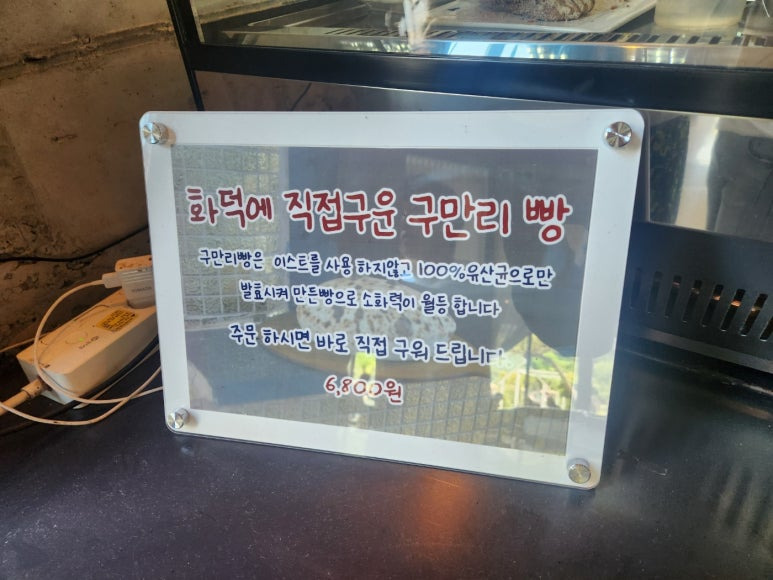 화덕에 직접구운 구만리 빵
구만리빵은 이스트를 사용 하지않고 100%유산균으로만
발효시켜 만든빵으로 소화력이 월등 합니다
주문 하시면 바로 직접 구워 드립니다
6,800원